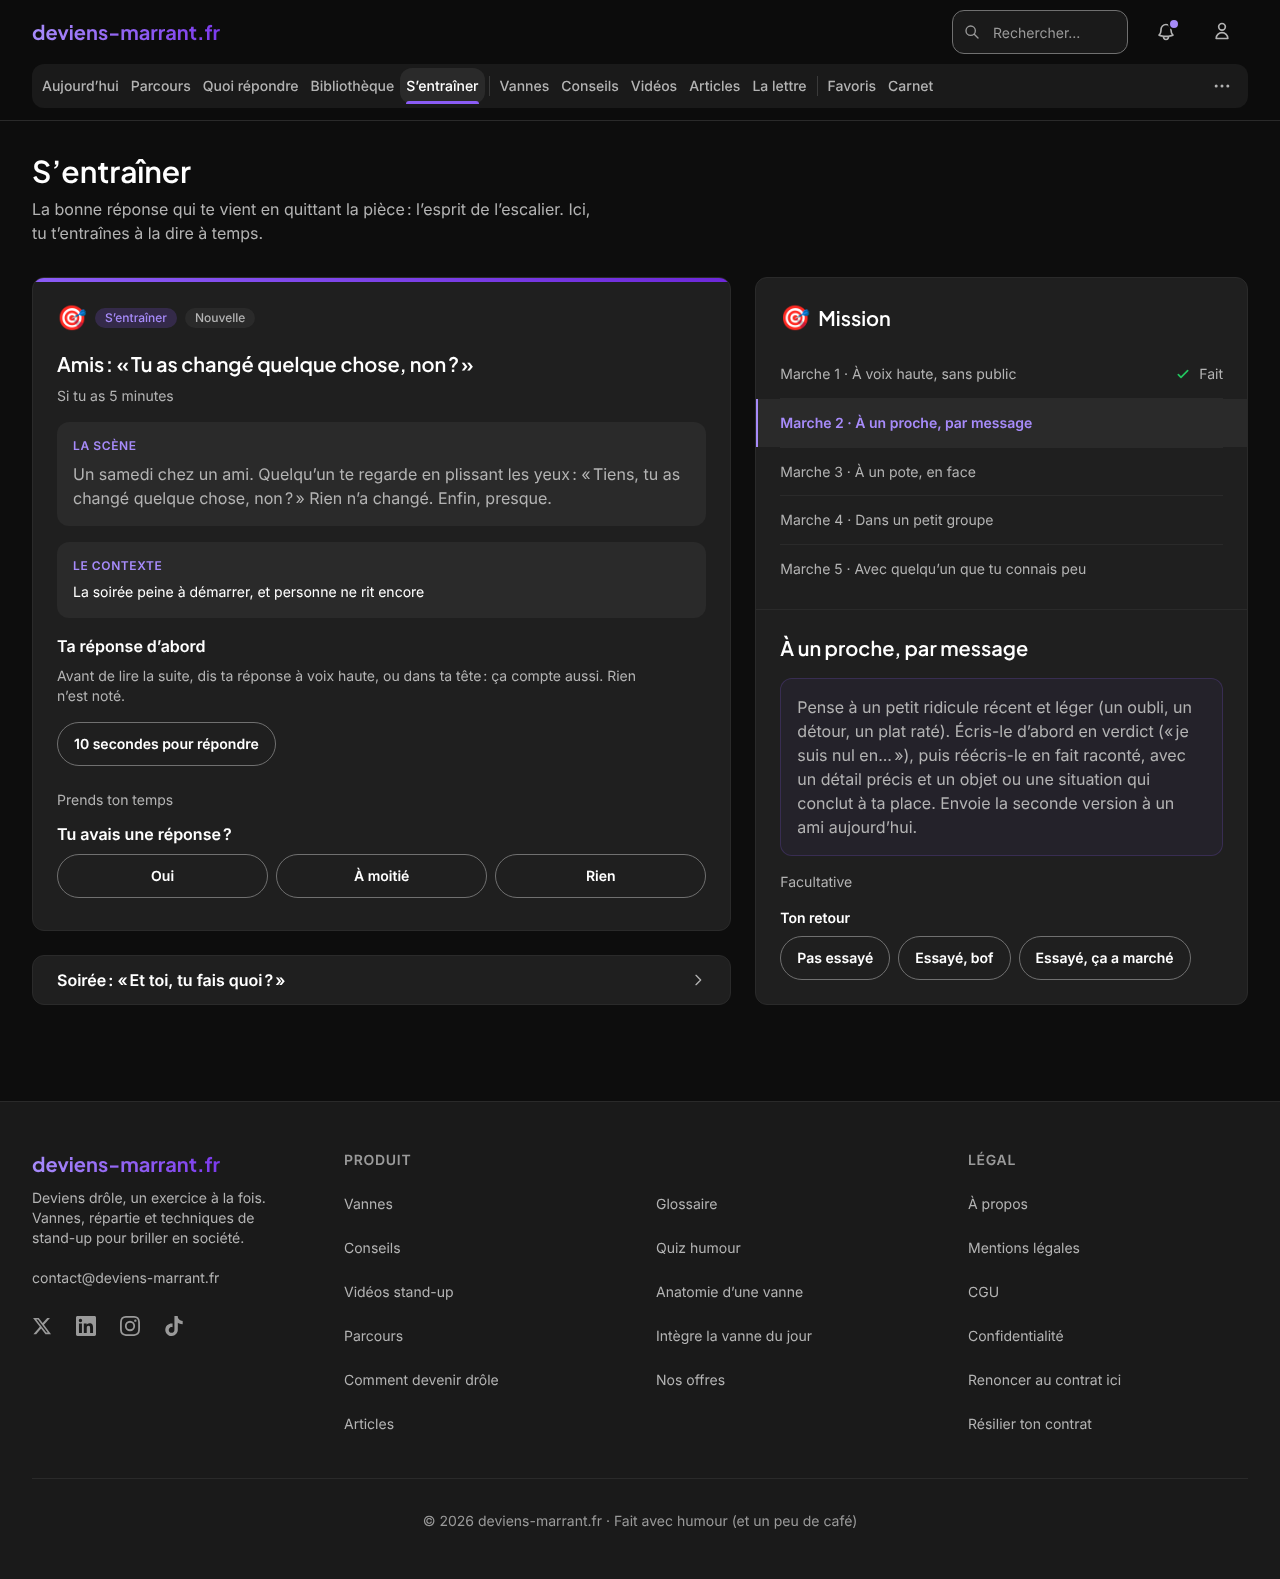 deviens-marrant.fr
Rechercher...
Aujourd’hui Parcours Quoi répondre Bibliothèque S’entraîner Vannes Conseils Vidéos Articles La lettre Favoris Carnet
S’entraîner
La bonne réponse qui te vient en quittant la pièce : l’esprit de l’escalier. Ici,
tu t’entraînes à la dire à temps.
S’entraîner Nouvelle
Amis : « Tu as changé quelque chose, non ? »
Si tu as 5 minutes
LA SCÈNE
Un samedi chez un ami. Quelqu’un te regarde en plissant les yeux : « Tiens, tu as
changé quelque chose, non ? » Rien n’a changé. Enfin, presque.
LE CONTEXTE
La soirée peine à démarrer, et personne ne rit encore
Ta réponse d’abord
Avant de lire la suite, dis ta réponse à voix haute, ou dans ta tête : ça compte aussi. Rien
n’est noté.
10 secondes pour répondre
Prends ton temps
Tu avais une réponse ?
Oui
À moitié
Rien
Soirée : « Et toi, tu fais quoi ? »
Mission
Marche 1 · À voix haute, sans public Fait
Marche 2 · À un proche, par message
Marche 3 · À un pote, en face
Marche 4 · Dans un petit groupe
Marche 5 · Avec quelqu’un que tu connais peu
À un proche, par message
Pense à un petit ridicule récent et léger (un oubli, un
détour, un plat raté). Écris-le d’abord en verdict (« je
suis nul en... »), puis réécris-le en fait raconté, avec
un détail précis et un objet ou une situation qui
conclut à ta place. Envoie la seconde version à un
ami aujourd’hui.
Facultative
Ton retour
Pas essayé
Essayé, bof
Essayé, ça a marché
deviens-marrant.fr
Deviens drôle, un exercice à la fois.
Vannes, répartie et techniques de
stand-up pour briller en société.
contact@deviens-marrant.fr
PRODUIT
Vannes
Conseils
Vidéos stand-up
Parcours
Comment devenir drôle
Articles
Glossaire
Quiz humour
Anatomie d’une vanne
Intègre la vanne du jour
Nos offres
LÉGAL
À propos
Mentions légales
CGU
Confidentialité
Renoncer au contrat ici
Résilier ton contrat
© 2026 deviens-marrant.fr · Fait avec humour (et un peu de café)